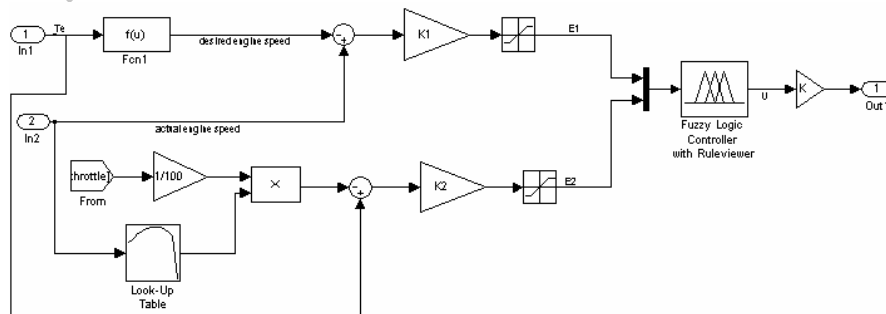 1
In1
Te
f(u)
Fcn1
desired engine speed
-
+
K1
E1
2
In2
actual engine speed
hrottle]
From
1/100
×
-
+
K2
E2
Look-Up
Table
Fuzzy Logic
Controller
with Ruleviewer
U
K
1
Out1